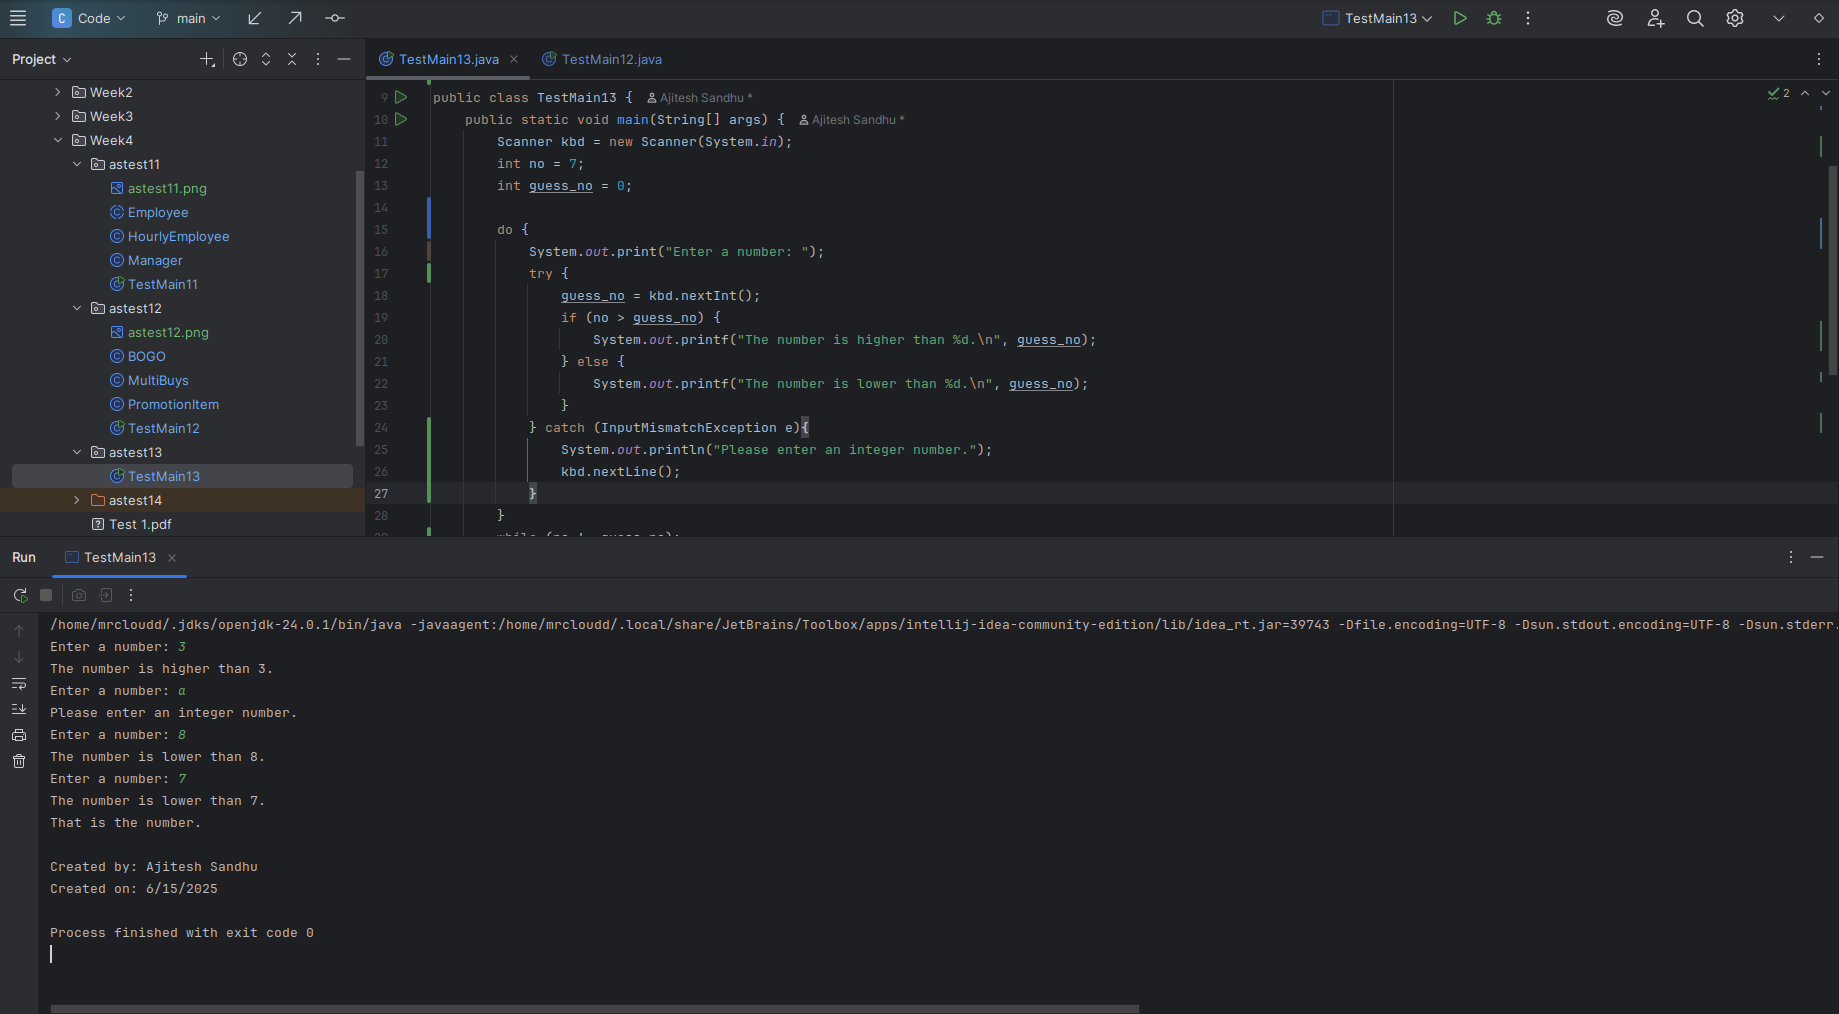 C Code main TestMain13
Project
Week2
Week3
Week4
astest11
astest11.png
Employee
HourlyEmployee
Manager
TestMain11
astest12
astest12.png
BOGO
MultiBuys
PromotionItem
TestMain12
astest13
TestMain13
astest14
Test 1.pdf
TestMain13.java TestMain12.java
2
9 public class TestMain13 { Ajitesh Sandhu *
10 public static void main(String[] args) { Ajitesh Sandhu *
11 Scanner kbd = new Scanner(System.in);
12 int no = 7;
13 int guess_no = 0;
14
15 do {
16 System.out.print("Enter a number: ");
17 try {
18 guess_no = kbd.nextInt();
19 if (no > guess_no) {
20 System.out.printf("The number is higher than %d.\n", guess_no);
21 } else {
22 System.out.printf("The number is lower than %d.\n", guess_no);
23 }
24 } catch (InputMismatchException e){
25 System.out.println("Please enter an integer number.");
26 kbd.nextLine();
27 }
28 }
Run TestMain13
/home/mrcloudd/.jdks/openjdk-24.0.1/bin/java -javaagent:/home/mrcloudd/.local/share/JetBrains/Toolbox/apps/intellij-idea-community-edition/lib/idea_rt.jar=39743 -Dfile.encoding=UTF-8 -Dsun.stdout.encoding=UTF-8 -Dsun.stderr.
Enter a number: 3
The number is higher than 3.
Enter a number: a
Please enter an integer number.
Enter a number: 8
The number is lower than 8.
Enter a number: 7
The number is lower than 7.
That is the number.
Created by: Ajitesh Sandhu
Created on: 6/15/2025
Process finished with exit code 0